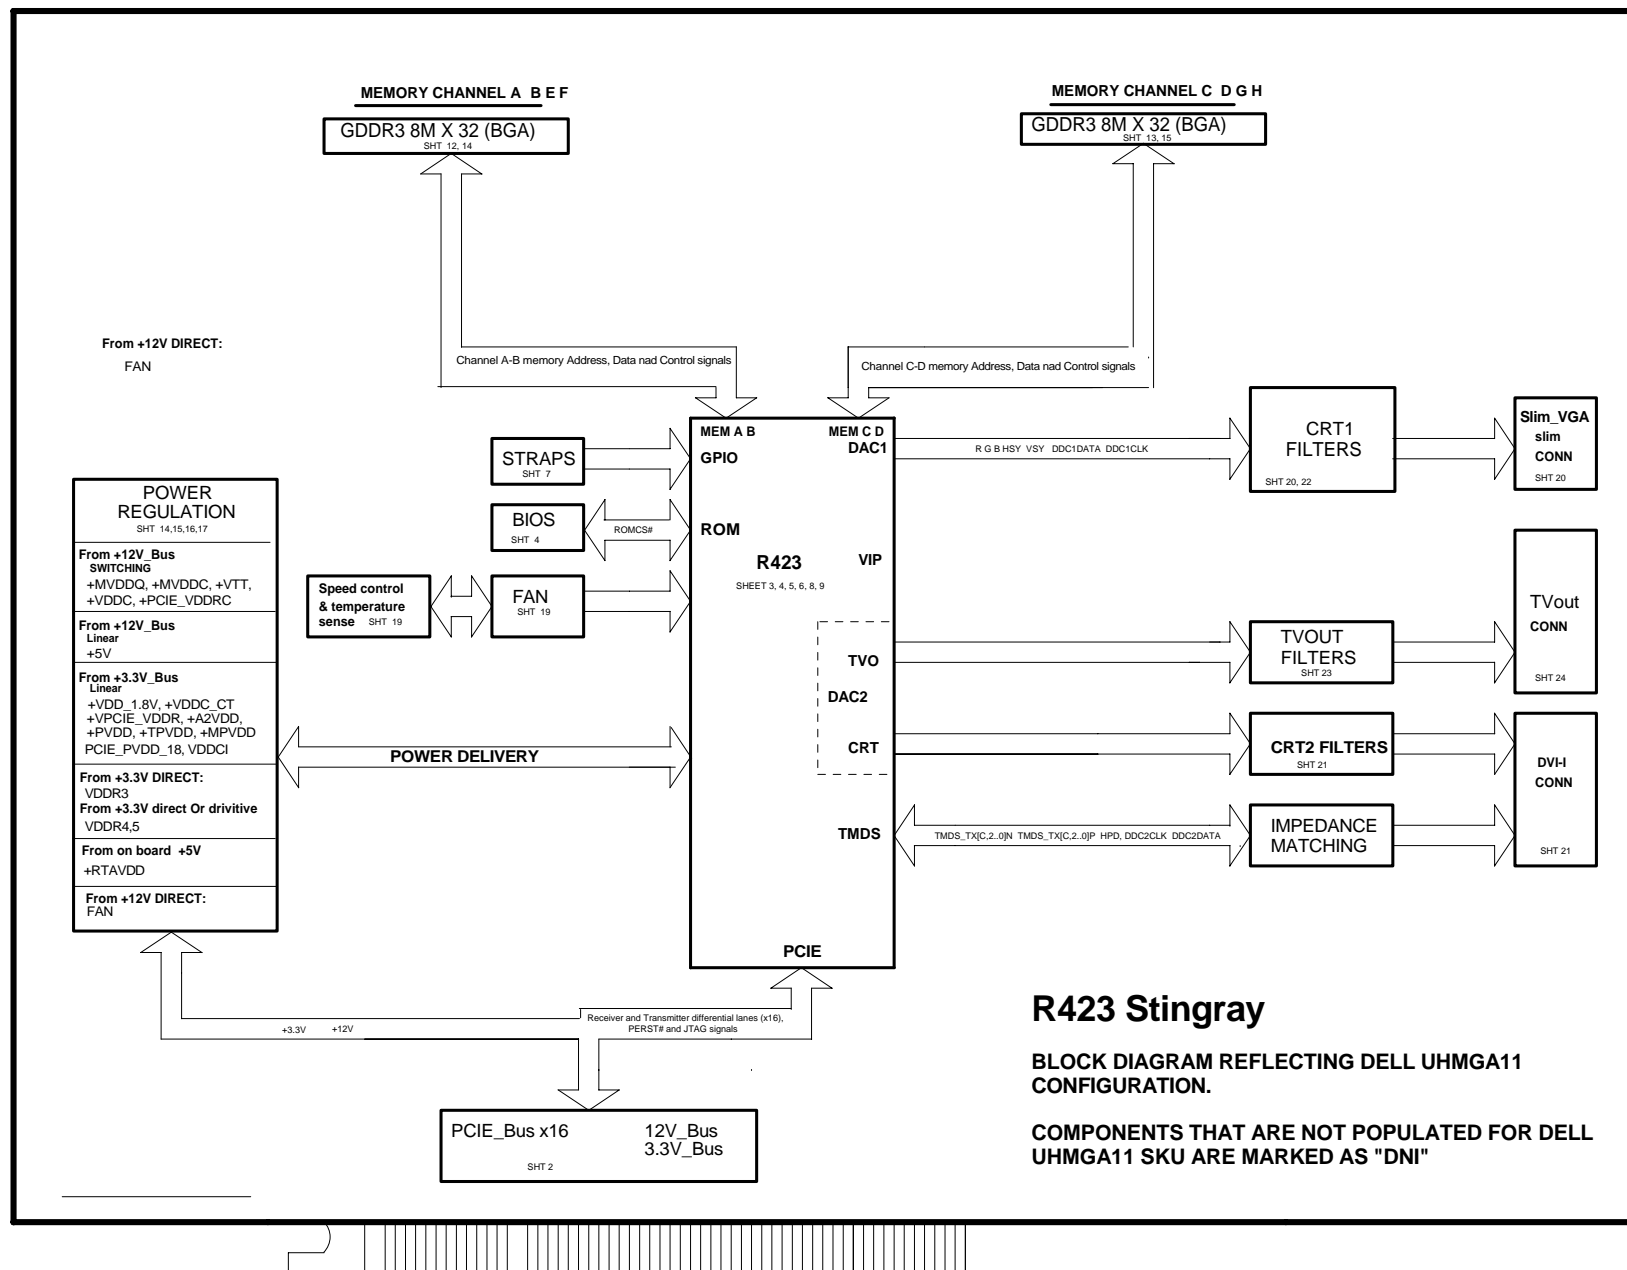 MEMORY CHANNEL A  B E F
GDDR3 8M X 32 (BGA)
SHT  12, 14
MEMORY CHANNEL C  D G H
GDDR3 8M X 32 (BGA)
SHT  13, 15
From +12V DIRECT:
FAN
Channel A-B memory Address, Data nad Control signals
Channel C-D memory Address, Data nad Control signals
STRAPS
SHT  7
BIOS
SHT  4
ROMCS#
Speed control
& temperature
sense  SHT  19
FAN
SHT  19
MEM A B
MEM C D
GPIO
DAC1
ROM
R423
SHEET 3, 4, 5, 6, 8, 9
VIP
TVO
DAC2
CRT
TMDS
PCIE
R G B HSY  VSY   DDC1DATA  DDC1CLK
CRT1
FILTERS
SHT 20, 22
Slim_VGA
slim
CONN
SHT 20
TVOUT
FILTERS
SHT 23
TVout
CONN
SHT 24
CRT2 FILTERS
SHT 21
TMDS_TX[C,2..0]N  TMDS_TX[C,2..0]P  HPD, DDC2CLK  DDC2DATA
IMPEDANCE
MATCHING
DVI-I
CONN
SHT 21
POWER
REGULATION
SHT  14,15,16,17
From +12V_Bus
SWITCHING
+MVDDQ, +MVDDC, +VTT,
+VDDC, +PCIE_VDDRC
From +12V_Bus
Linear
+5V
From +3.3V_Bus
Linear
+VDD_1.8V, +VDDC_CT
+VPCIE_VDDR, +A2VDD,
+PVDD, +TPVDD, +MPVDD
PCIE_PVDD_18, VDDCI
From +3.3V DIRECT:
VDDR3
From +3.3V direct Or drivitive
VDDR4,5
From on board  +5V
+RTAVDD
From +12V DIRECT:
FAN
POWER DELIVERY
+3.3V
+12V
Receiver and Transmitter differential lanes (x16),
PERST# and JTAG signals
PCIE_Bus x16
12V_Bus
3.3V_Bus
SHT 2
R423 Stingray
BLOCK DIAGRAM REFLECTING DELL UHMGA11
CONFIGURATION.
COMPONENTS THAT ARE NOT POPULATED FOR DELL
UHMGA11 SKU ARE MARKED AS "DNI"